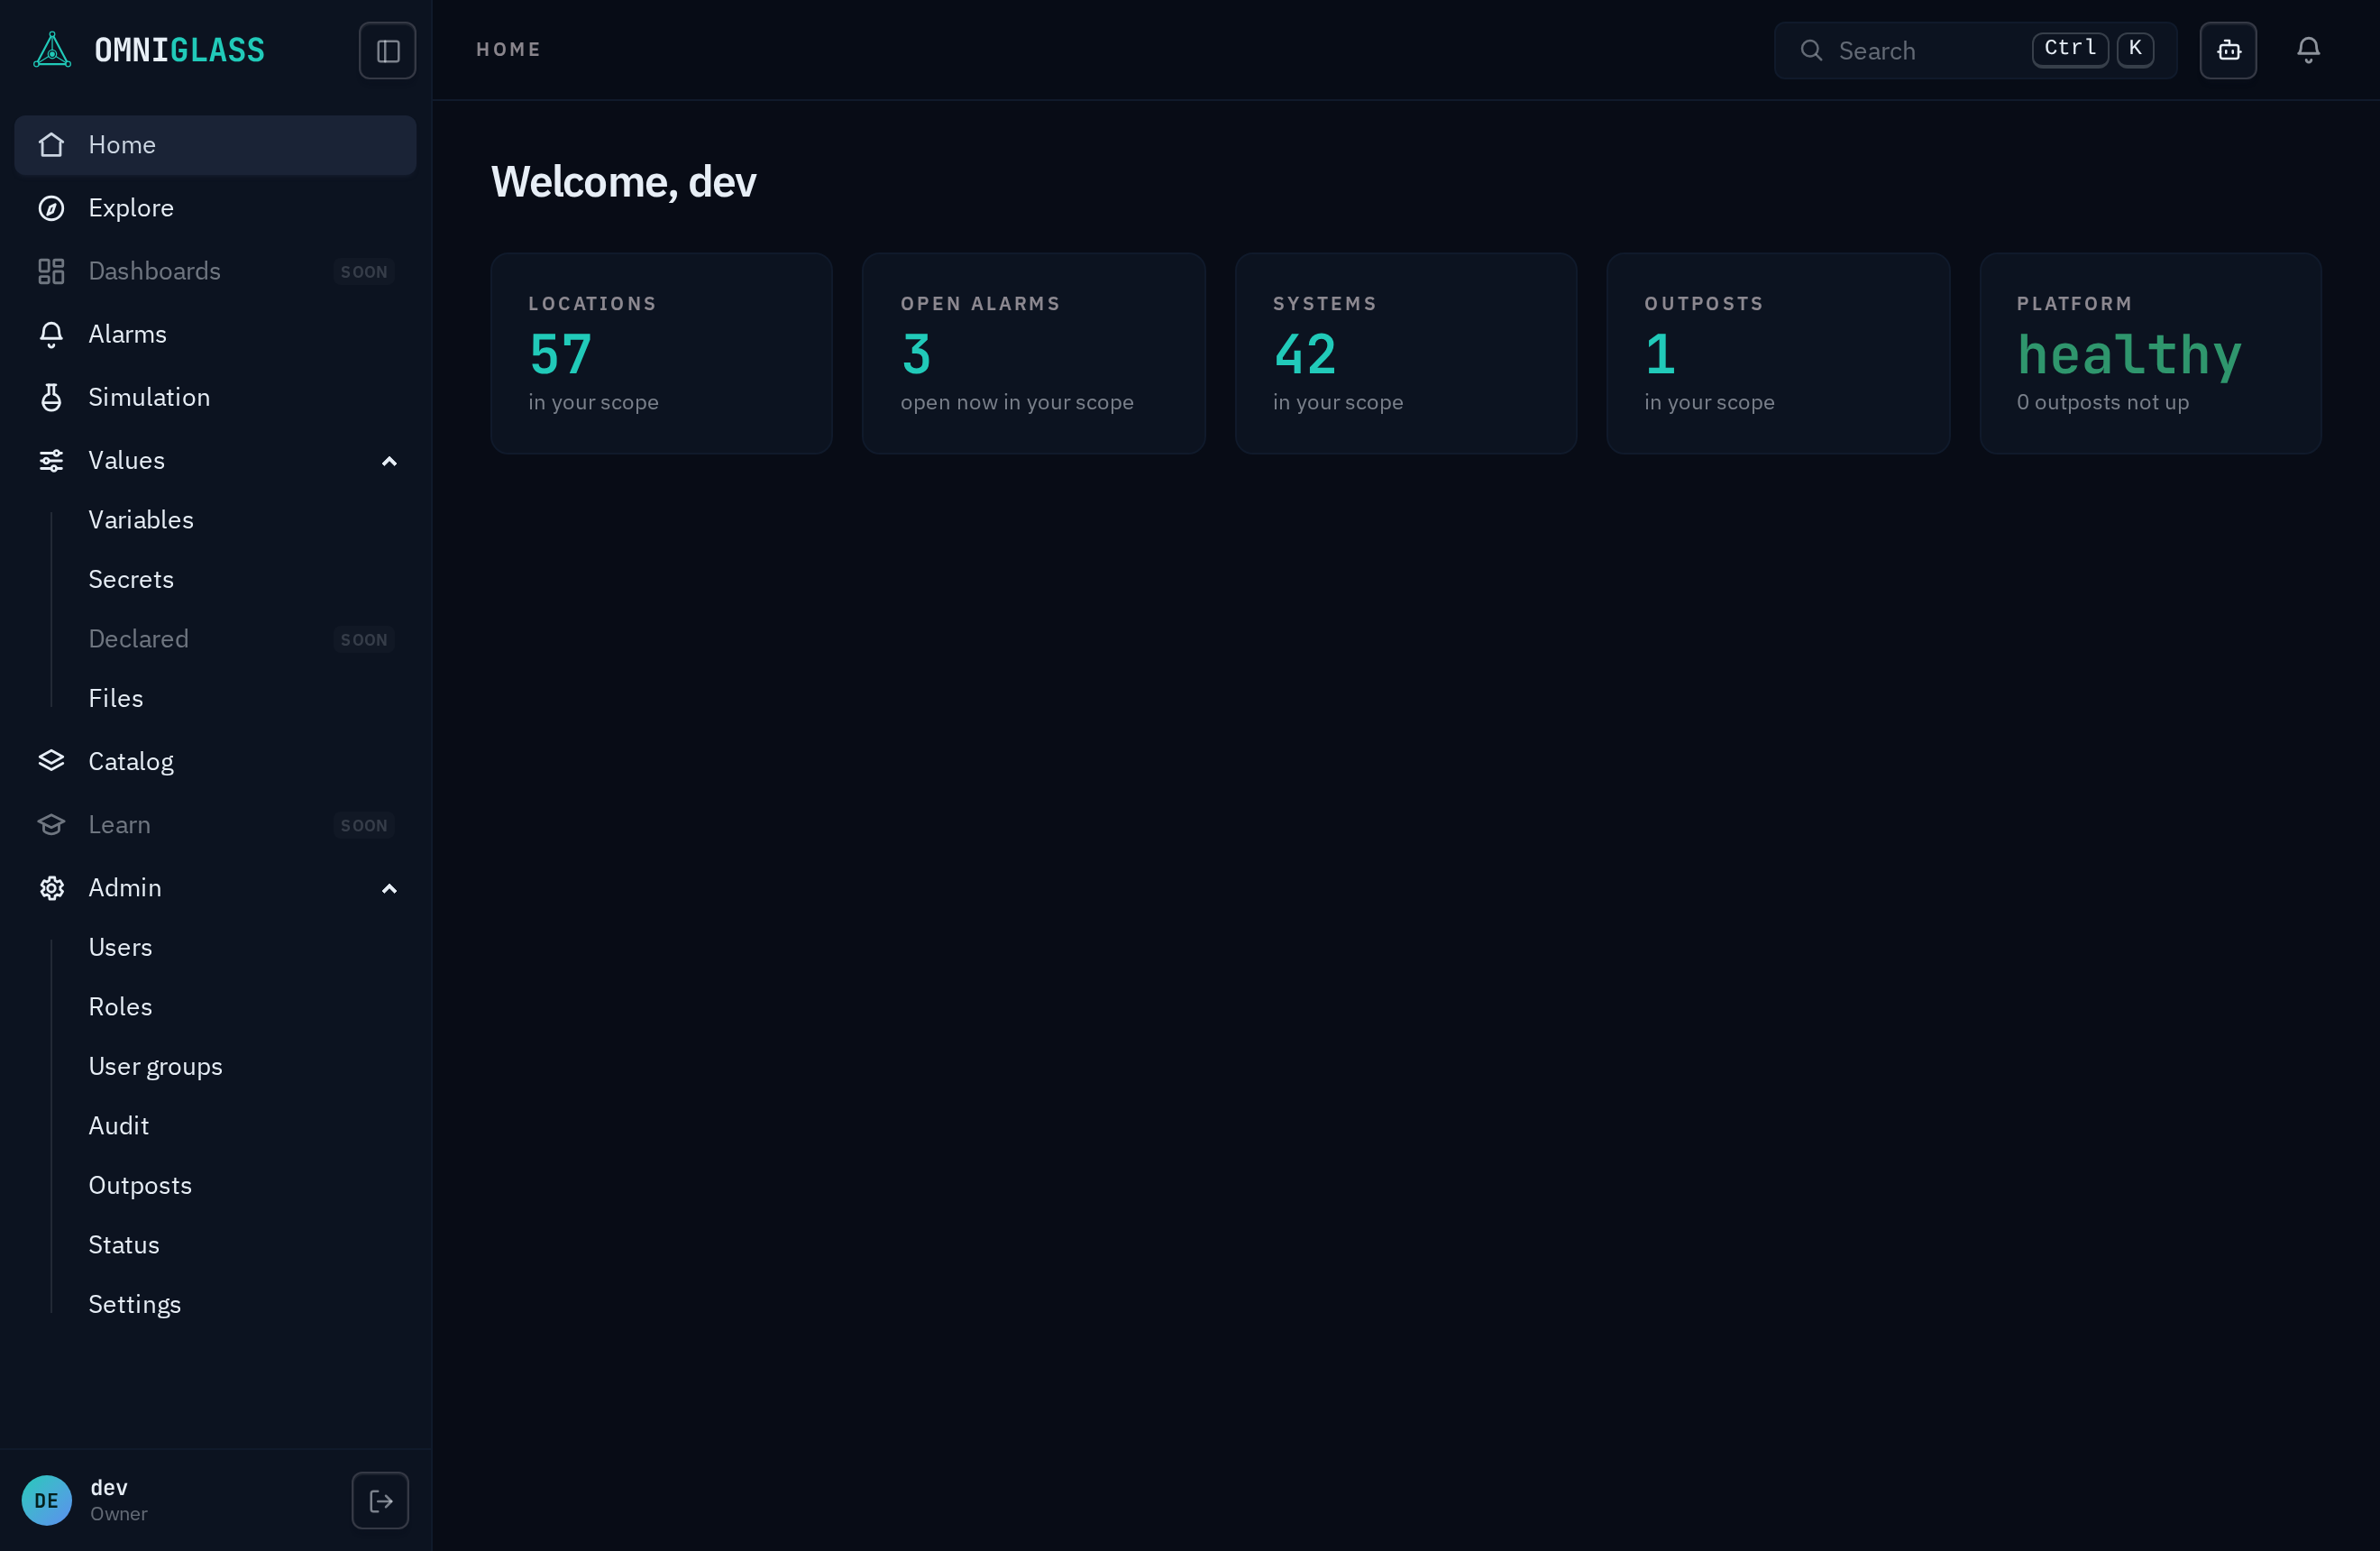 OMNIGLASS
Home
Explore
Dashboards SOON
Alarms
Simulation
Values
Variables
Secrets
Declared SOON
Files
Catalog
Learn SOON
Admin
Users
Roles
User groups
Audit
Outposts
Status
Settings
DE
dev
Owner
HOME
Search Ctrl K
Welcome, dev
LOCATIONS
57
in your scope
OPEN ALARMS
3
open now in your scope
SYSTEMS
42
in your scope
OUTPOSTS
1
in your scope
PLATFORM
healthy
0 outposts not up